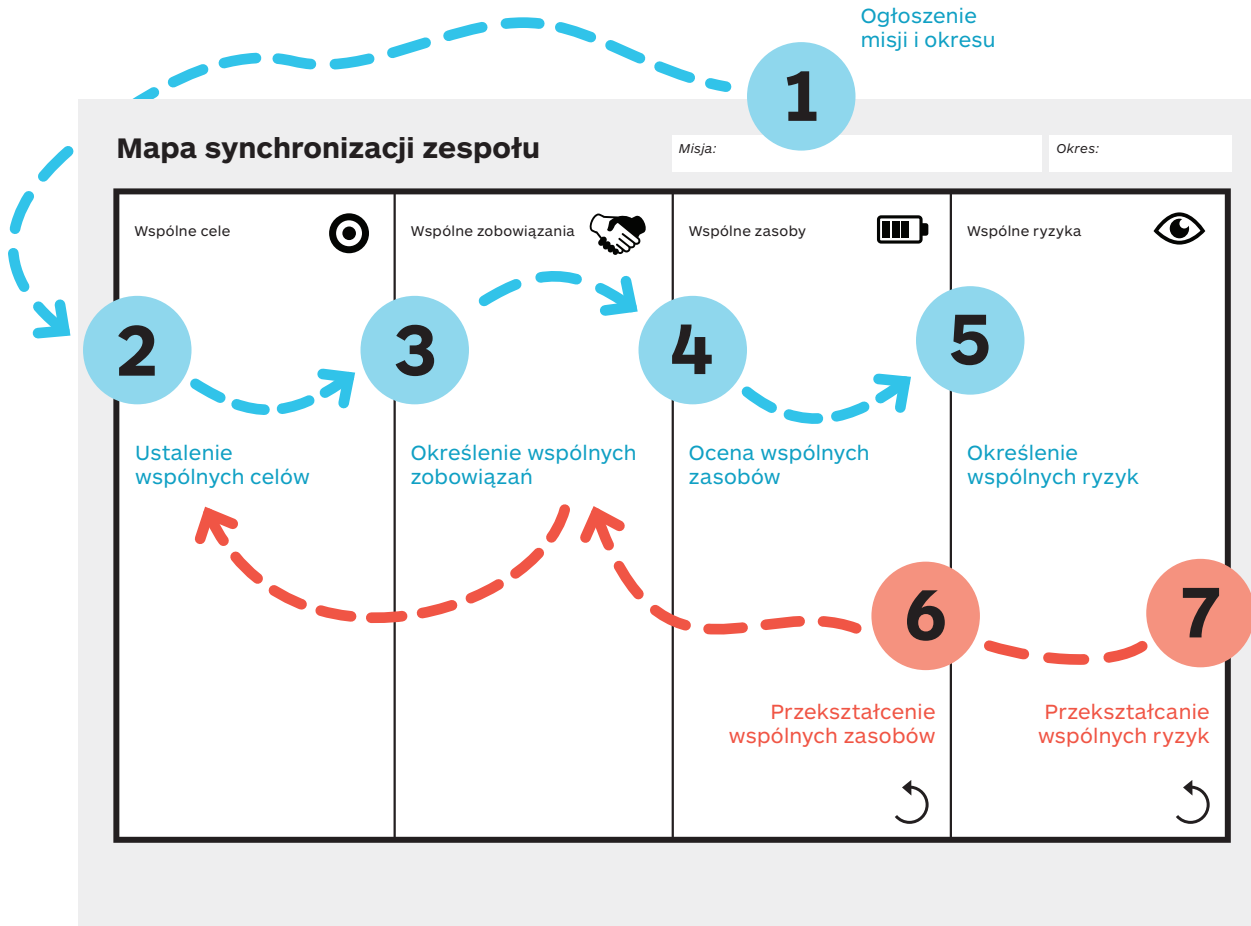 Ogłoszenie
misji i okresu
1
Mapa synchronizacji zespołu
Misja:
Okres:
Wspólne cele
Wspólne zobowiązania
Wspólne zasoby
Wspólne ryzyka
2
3
4
5
Ustalenie
wspólnych celów
Określenie wspólnych
zobowiązań
Ocena wspólnych
zasobów
Określenie
wspólnych ryzyk
6
7
Przekształcenie
wspólnych zasobów
Przekształcanie
wspólnych ryzyk